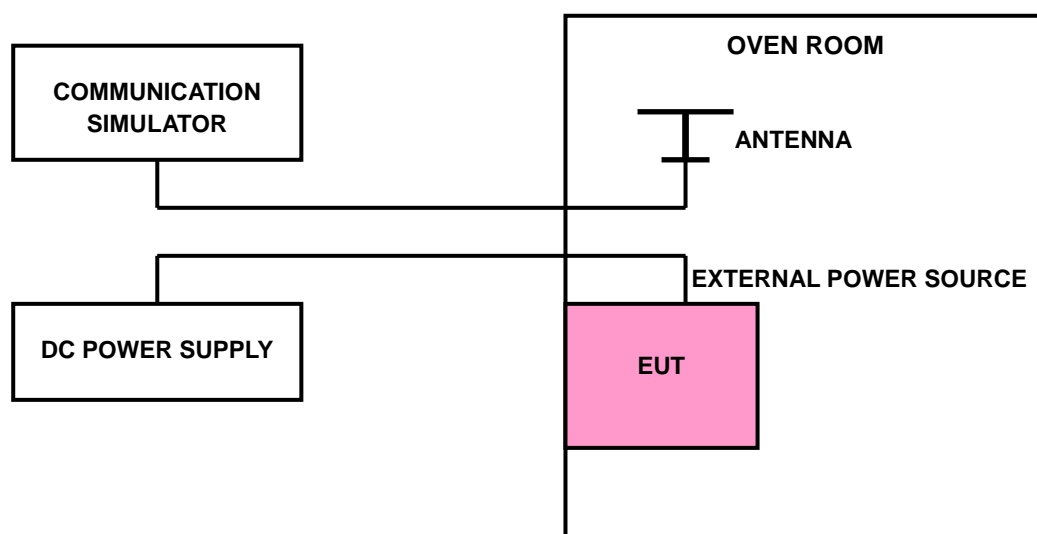 OVEN ROOM
COMMUNICATION
SIMULATOR
ANTENNA
EXTERNAL POWER SOURCE
DC POWER SUPPLY
EUT